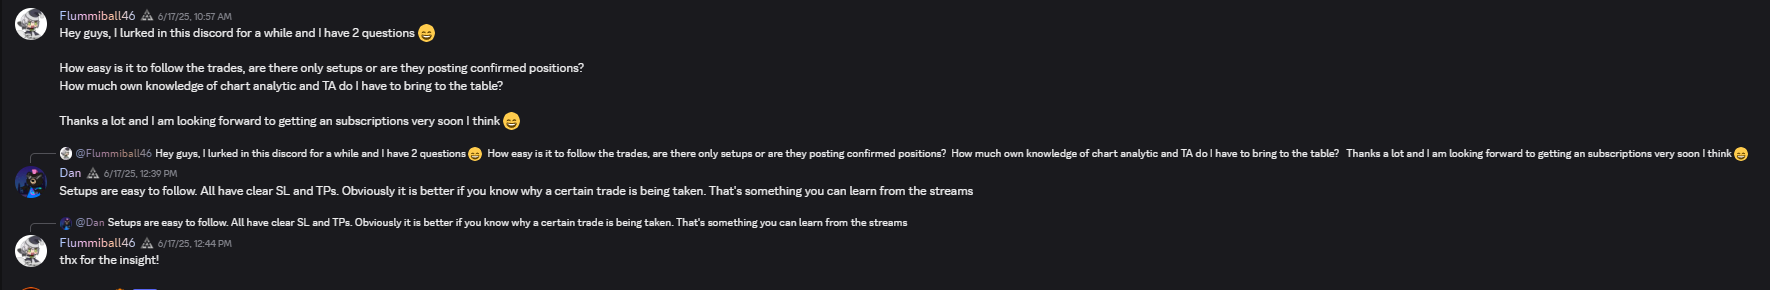 Flummiball46 6/17/25, 10:57 AM
Hey guys, I lurked in this discord for a while and I have 2 questions 😄
How easy is it to follow the trades, are there only setups or are they posting confirmed positions?
How much own knowledge of chart analytic and TA do I have to bring to the table?
Thanks a lot and I am looking forward to getting an subscriptions very soon I think 😄
@Flummiball46 Hey guys, I lurked in this discord for a while and I have 2 questions 😄 How easy is it to follow the trades, are there only setups or are they posting confirmed positions? How much own knowledge of chart analytic and TA do I have to bring to the table? Thanks a lot and I am looking forward to getting an subscriptions very soon I think 😄
Dan 6/17/25, 12:39 PM
Setups are easy to follow. All have clear SL and TPs. Obviously it is better if you know why a certain trade is being taken. That's something you can learn from the streams
@Dan Setups are easy to follow. All have clear SL and TPs. Obviously it is better if you know why a certain trade is being taken. That's something you can learn from the streams
Flummiball46 6/17/25, 12:44 PM
thx for the insight!